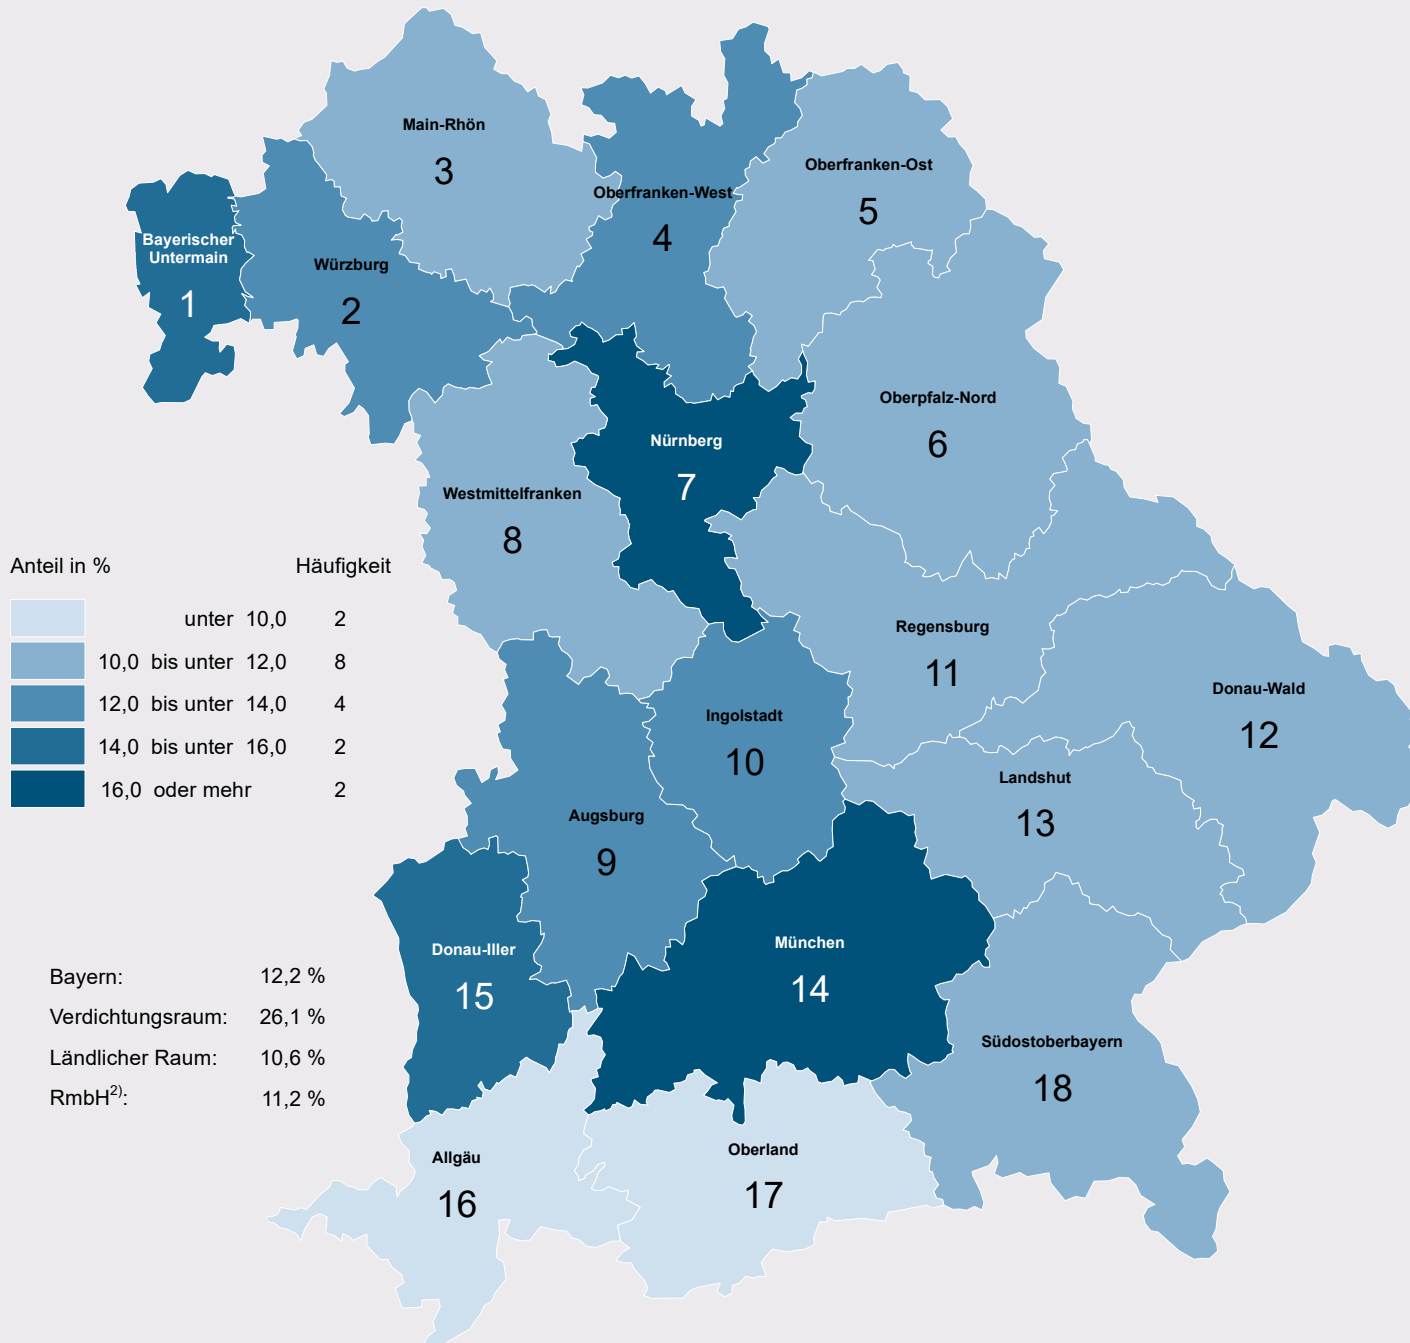 Main-Rhön
3
Oberfranken-Ost
5
Oberfranken-West
4
Bayerischer
Untermain
1
Würzburg
2
Oberpfalz-Nord
6
Nürnberg
7
Westmittelfranken
8
Anteil in % Häufigkeit
unter 10,0 2
10,0 bis unter 12,0 8
12,0 bis unter 14,0 4
14,0 bis unter 16,0 2
16,0 oder mehr 2
Regensburg
11
Donau-Wald
12
Ingolstadt
10
Landshut
13
Augsburg
9
München
14
Donau-Iller
15
Bayern: 12,2 %
Verdichtungsraum: 26,1 %
Ländlicher Raum: 10,6 %
RmbH2): 11,2 %
Südostoberbayern
18
Allgäu
16
Oberland
17